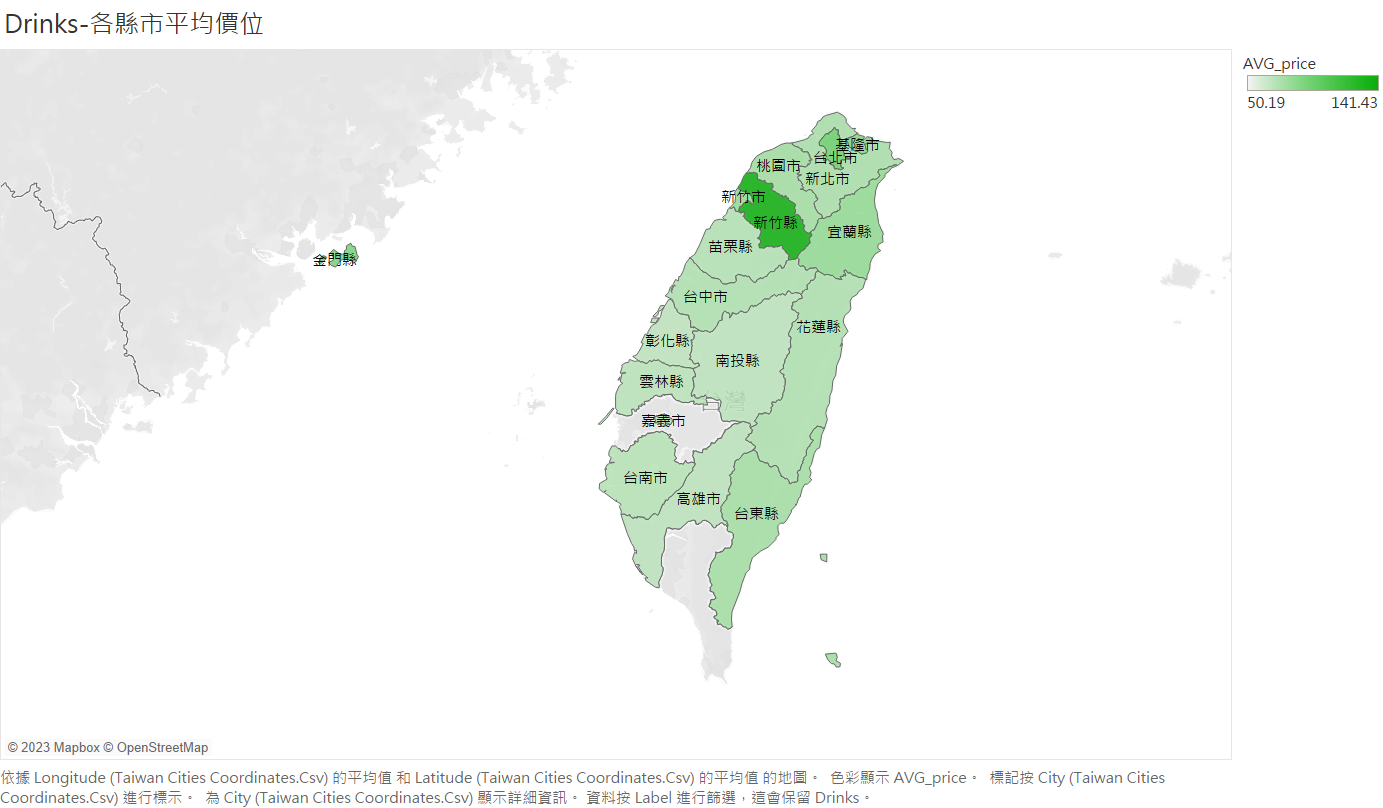 Drinks-各縣市平均價位
AVG_price
50.19 141.43
基隆市
台北市
桃園市
新北市
新竹市
新竹縣
宜蘭縣
苗栗縣
金門縣
台中市
花蓮縣
彰化縣
南投縣
雲林縣
台灣
嘉義市
台南市
高雄市
台東縣
© 2023 Mapbox © OpenStreetMap
依據 Longitude (Taiwan Cities Coordinates.Csv) 的平均值 和 Latitude (Taiwan Cities Coordinates.Csv) 的平均值 的地圖。 色彩顯示 AVG_price。 標記按 City (Taiwan Cities
Coordinates.Csv) 進行標示。 為 City (Taiwan Cities Coordinates.Csv) 顯示詳細資訊。 資料按 Label 進行篩選，這會保留 Drinks。